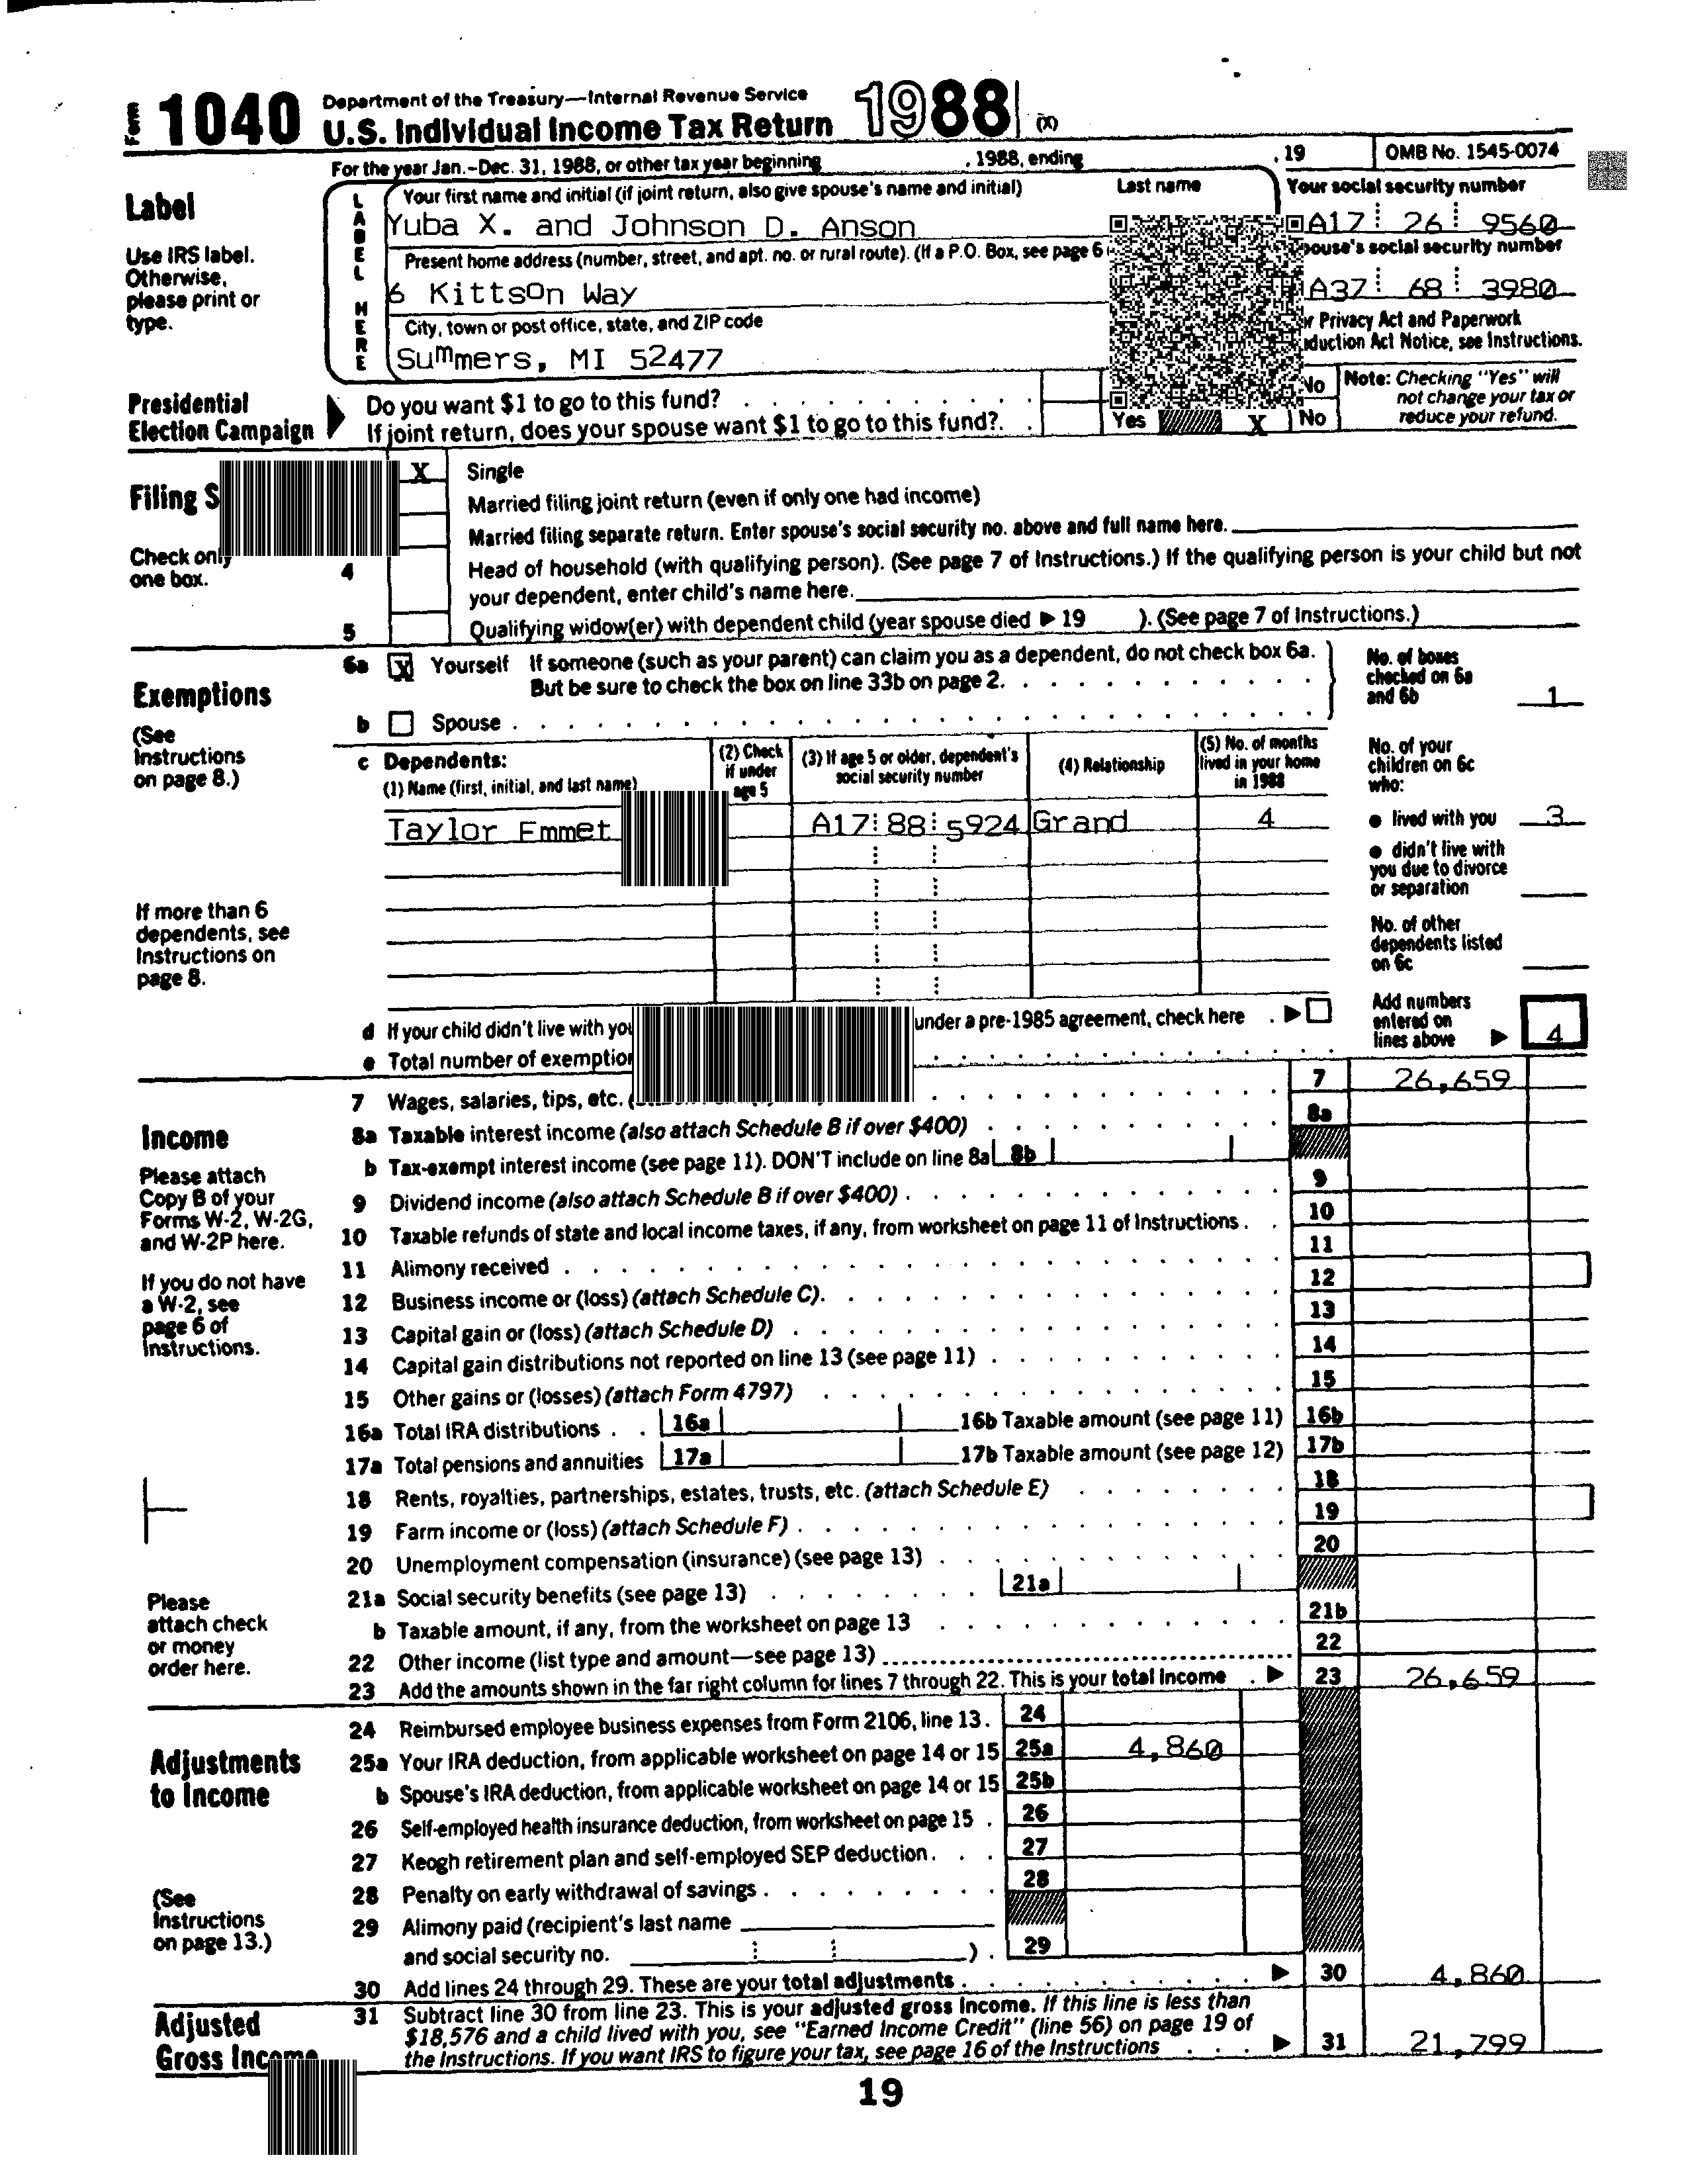 Form 1040 Department of the Treasury—Internal Revenue Service
U.S. Individual Income Tax Return 1988 (X)
For the year Jan.-Dec. 31, 1988, or other tax year beginning , 1988, ending , 19 OMB No. 1545-0074
Label
Use IRS label.
Otherwise,
please print or
type.
LABEL HERE
Your first name and initial (if joint return, also give spouse's name and initial) Last name Your social security number
Yuba X. and Johnson D. Anson A17 26 9560
Present home address (number, street, and apt. no. or rural route). (If a P.O. Box, see page 6 social security number
6 Kittson Way A37 68 3980
City, town or post office, state, and ZIP code Privacy Act and Paperwork
Act Notice, see Instructions.
Summers, MI 52477
Presidential
Election Campaign
Do you want $1 to go to this fund? No
If joint return, does your spouse want $1 to go to this fund? Yes X No
Note: Checking "Yes" will
not change your tax or
reduce your refund.
Filing
Check only
one box.
X Single
Married filing joint return (even if only one had income)
Married filing separate return. Enter spouse's social security no. above and full name here.
4 Head of household (with qualifying person). (See page 7 of Instructions.) If the qualifying person is your child but not
your dependent, enter child's name here.
5 Qualifying widow(er) with dependent child (year spouse died ▶ 19 ). (See page 7 of Instructions.)
Exemptions
(See
Instructions
on page 8.)
6a X Yourself If someone (such as your parent) can claim you as a dependent, do not check box 6a.
But be sure to check the box on line 33b on page 2.
b Spouse
No. of boxes
checked on 6a
and 6b 1
c Dependents:
(1) Name (first, initial, and last name)
(2) Check
if under
age 5
(3) If age 5 or older, dependent's
social security number
(4) Relationship
(5) No. of months
lived in your home
in 1988
No. of your
children on 6c
who:
Taylor Emmet A17 88 5924 Grand 4
● lived with you 3
● didn't live with
you due to divorce
or separation
No. of other
dependents listed
on 6c
If more than 6
dependents, see
Instructions on
page 8.
d If your child didn't live with you under a pre-1985 agreement, check here ▶
e Total number of
Add numbers
entered on
lines above ▶ 4
Income
Please attach
Copy B of your
Forms W-2, W-2G,
and W-2P here.
If you do not have
a W-2, see
page 6 of
Instructions.
Please
attach check
or money
order here.
7 Wages, salaries, tips, etc. 7 26,659
8a Taxable interest income (also attach Schedule B if over $400) 8a
b Tax-exempt interest income (see page 11). DON'T include on line 8a 8b
9 Dividend income (also attach Schedule B if over $400) 9
10 Taxable refunds of state and local income taxes, if any, from worksheet on page 11 of Instructions 10
11 Alimony received 11
12 Business income or (loss) (attach Schedule C) 12
13 Capital gain or (loss) (attach Schedule D) 13
14 Capital gain distributions not reported on line 13 (see page 11) 14
15 Other gains or (losses) (attach Form 4797) 15
16a Total IRA distributions 16a 16b Taxable amount (see page 11) 16b
17a Total pensions and annuities 17a 17b Taxable amount (see page 12) 17b
18 Rents, royalties, partnerships, estates, trusts, etc. (attach Schedule E) 18
19 Farm income or (loss) (attach Schedule F) 19
20 Unemployment compensation (insurance) (see page 13) 20
21a Social security benefits (see page 13) 21a
b Taxable amount, if any, from the worksheet on page 13 21b
22 Other income (list type and amount—see page 13) 22
23 Add the amounts shown in the far right column for lines 7 through 22. This is your total income ▶ 23 26,659
Adjustments
to Income
(See
Instructions
on page 13.)
24 Reimbursed employee business expenses from Form 2106, line 13. 24
25a Your IRA deduction, from applicable worksheet on page 14 or 15 25a 4,860
b Spouse's IRA deduction, from applicable worksheet on page 14 or 15 25b
26 Self-employed health insurance deduction, from worksheet on page 15 26
27 Keogh retirement plan and self-employed SEP deduction 27
28 Penalty on early withdrawal of savings 28
29 Alimony paid (recipient's last name
and social security no. ) 29
30 Add lines 24 through 29. These are your total adjustments ▶ 30 4,860
Adjusted
Gross Income
31 Subtract line 30 from line 23. This is your adjusted gross income. If this line is less than
$18,576 and a child lived with you, see "Earned Income Credit" (line 56) on page 19 of
the Instructions. If you want IRS to figure your tax, see page 16 of the Instructions ▶ 31 21,799
19